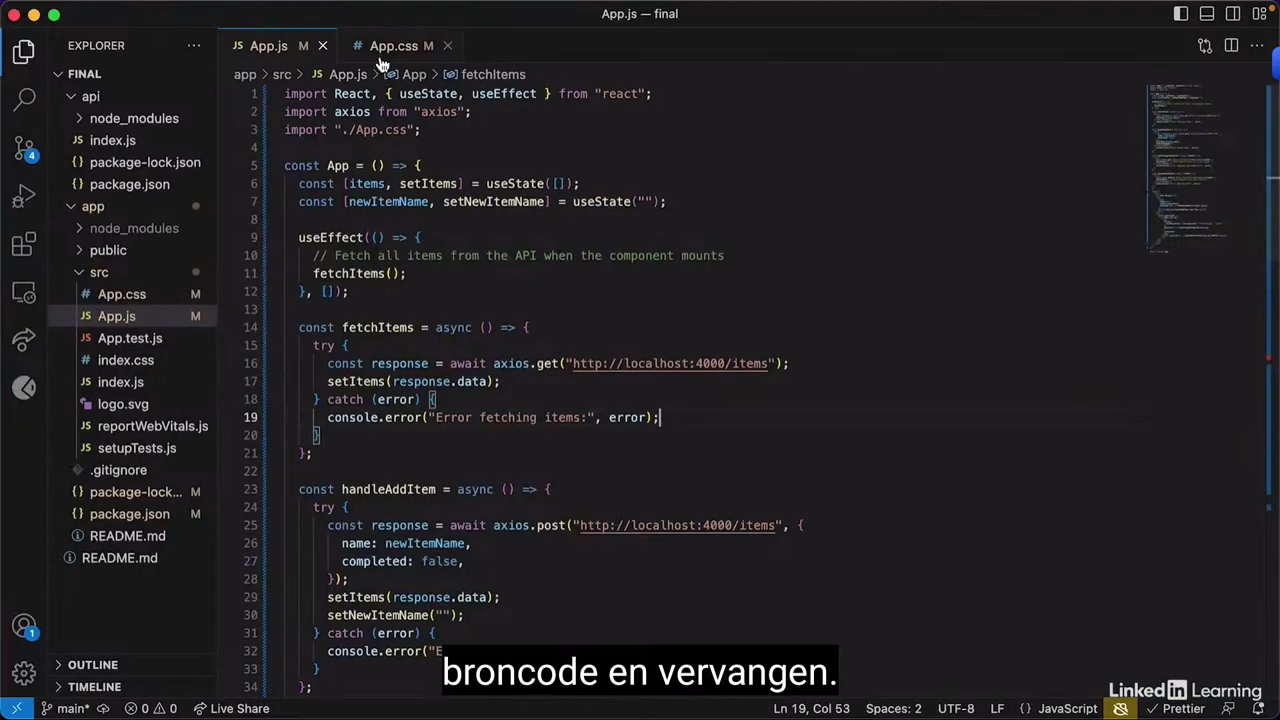 App.js — final
EXPLORER
FINAL
api
node_modules
index.js
package-lock.json
package.json
app
node_modules
public
src
App.css M
App.js M
App.test.js
index.css
index.js
logo.svg
reportWebVitals.js
setupTests.js
.gitignore
package-lock... M
package.json M
README.md
README.md
OUTLINE
TIMELINE
4
1
JS App.js M
# App.css M
app > src > JS App.js > App > fetchItems
1 import React, { useState, useEffect } from "react";
2 import axios from "axios";
3 import "./App.css";
4
5 const App = () => {
6 const [items, setItems] = useState([]);
7 const [newItemName, setNewItemName] = useState("");
8
9 useEffect(() => {
10 // Fetch all items from the API when the component mounts
11 fetchItems();
12 }, []);
13
14 const fetchItems = async () => {
15 try {
16 const response = await axios.get("http://localhost:4000/items");
17 setItems(response.data);
18 } catch (error) {
19 console.error("Error fetching items:", error);
20 }
21 };
22
23 const handleAddItem = async () => {
24 try {
25 const response = await axios.post("http://localhost:4000/items", {
26 name: newItemName,
27 completed: false,
28 });
29 setItems(response.data);
30 setNewItemName("");
31 } catch (error) {
32 console.error("E
33 }
34 };
broncode en vervangen.
LinkedIn Learning
main* 0 0 Live Share
Ln 19, Col 53 Spaces: 2 UTF-8 LF {} JavaScript Prettier